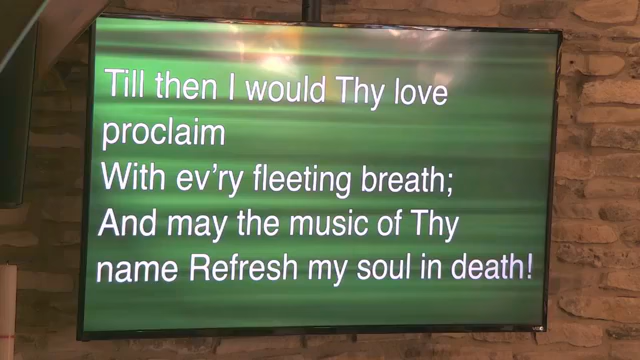 Till then I would Thy love
proclaim
With ev'ry fleeting breath;
And may the music of Thy
name Refresh my soul in death!